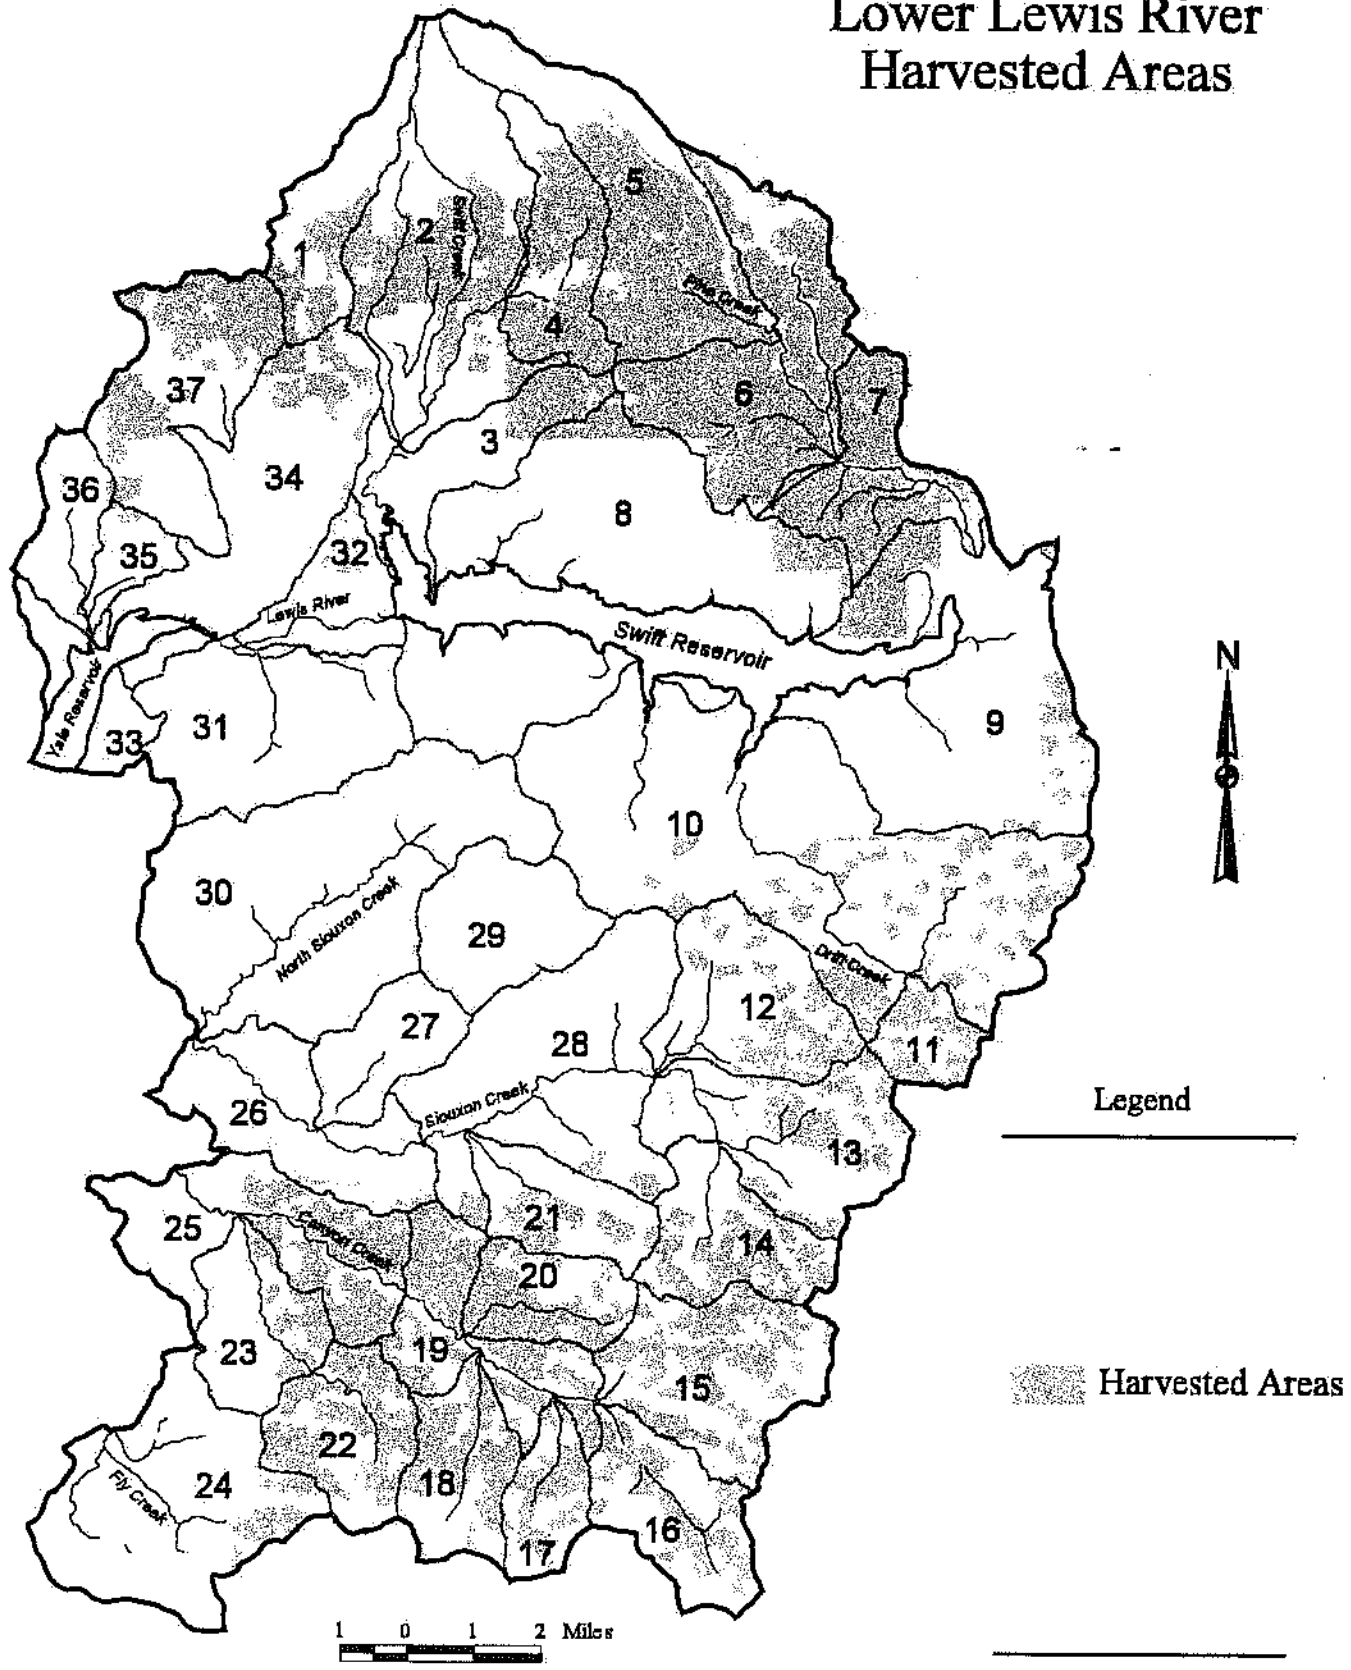 Lower Lewis River
Harvested Areas
5
2
Swift Creek
1
Pine Creek
4
37
6
7
3
34
36
8
35
32
Lewis River
Swift Reservoir
N
Yale Reservoir
33
31
9
10
30
North Siouxon Creek
29
Drift Creek
12
27
28
11
Siouxon Creek
26
Legend
13
25
Canyon Creek
21
14
20
23
19
15
Harvested Areas
22
18
24
Fly Creek
16
17
1 0 1 2 Miles